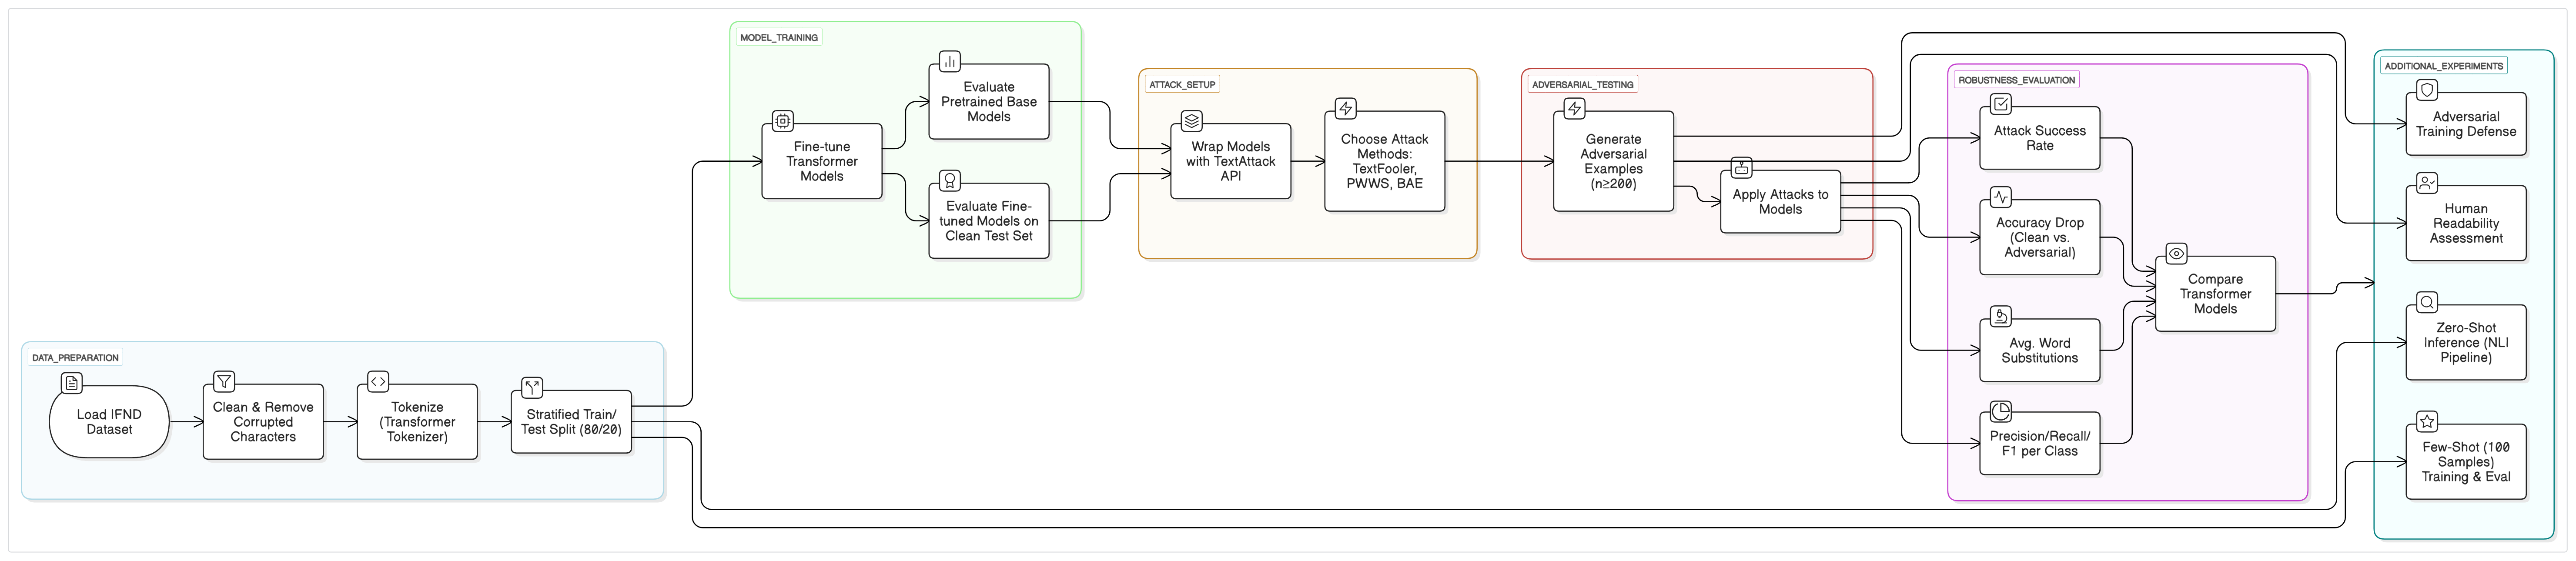 MODEL_TRAINING
Fine-tune
Transformer
Models
Evaluate
Pretrained Base
Models
Evaluate Fine-
tuned Models on
Clean Test Set
ATTACK_SETUP
Wrap Models
with TextAttack
API
Choose Attack
Methods:
TextFooler,
PWWS, BAE
ADVERSARIAL_TESTING
Generate
Adversarial
Examples
(n≥200)
Apply Attacks to
Models
ROBUSTNESS_EVALUATION
Attack Success
Rate
Accuracy Drop
(Clean vs.
Adversarial)
Avg. Word
Substitutions
Precision/Recall/
F1 per Class
Compare
Transformer
Models
ADDITIONAL_EXPERIMENTS
Adversarial
Training Defense
Human
Readability
Assessment
Zero-Shot
Inference (NLI
Pipeline)
Few-Shot (100
Samples)
Training & Eval
DATA_PREPARATION
Load IFND
Dataset
Clean & Remove
Corrupted
Characters
Tokenize
(Transformer
Tokenizer)
Stratified Train/
Test Split (80/20)